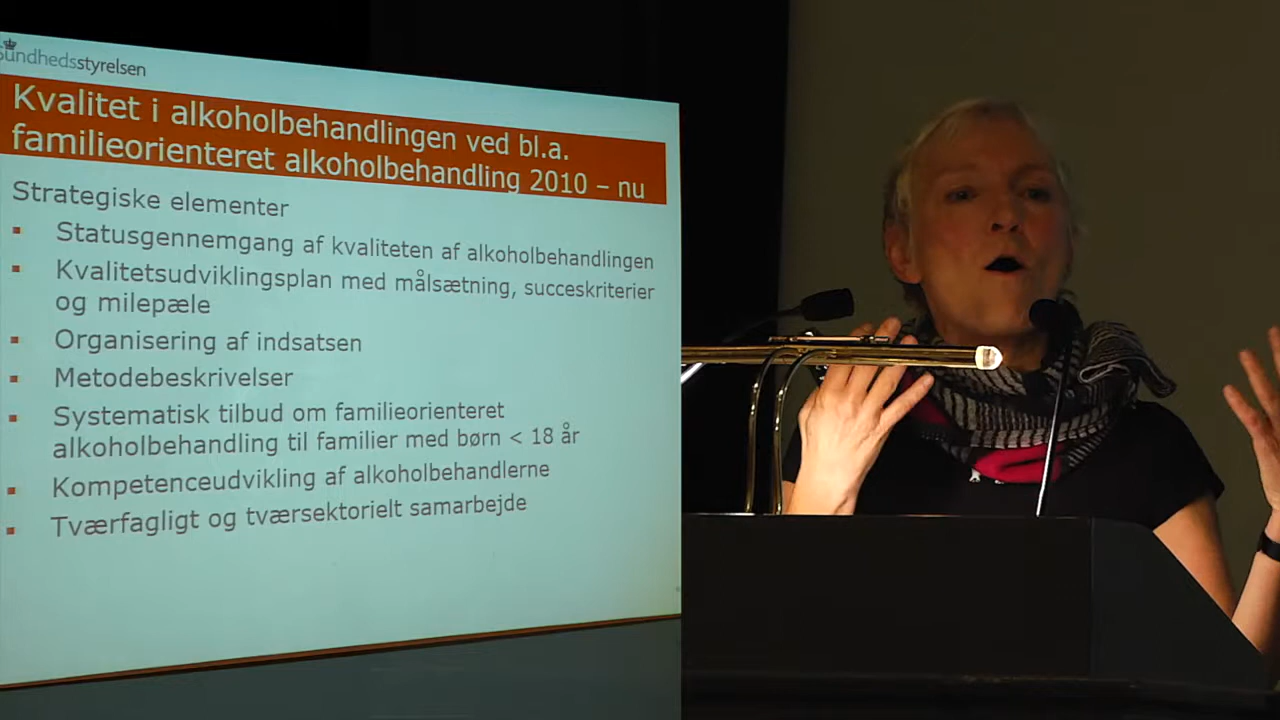 Sundhedsstyrelsen
Kvalitet i alkoholbehandlingen ved bl.a.
familieorienteret alkoholbehandling 2010 – nu
Strategiske elementer
▪ Statusgennemgang af kvaliteten af alkoholbehandlingen
▪ Kvalitetsudviklingsplan med målsætning, succeskriterier
og milepæle
▪ Organisering af indsatsen
▪ Metodebeskrivelser
▪ Systematisk tilbud om familieorienteret
alkoholbehandling til familier med børn < 18 år
▪ Kompetenceudvikling af alkoholbehandlerne
▪ Tværfagligt og tværsektorielt samarbejde